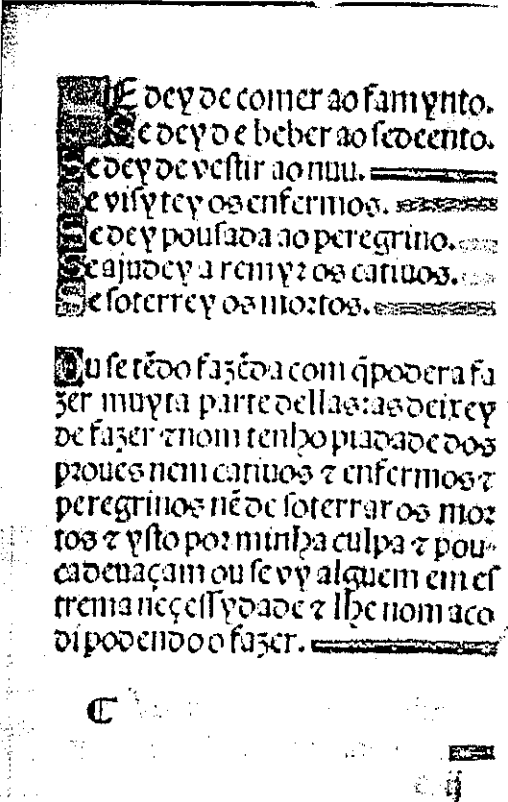 SE dey de comer ao famynto.
Se dey de beber ao sedeento.
Se dey de vestir ao nuu.
Se visytey os enfermos.
Se dey pousada ao peregrino.
Se ajudey a remyr os catiuos.
Se soterrey os mortos.
Ou se tẽdo fazẽda com q̃ podera fa
zer muyta parte dellas: as deixey
de fazer ⁊ nom tenho piadade dos
proues nem catiuos ⁊ enfermos ⁊
peregrinos nẽ de soterrar os mor
tos ⁊ ysto por minha culpa ⁊ pou-
ca deuaçam ou se vy alguem em es
trema neçessydade ⁊ lhe nom aco
di podendo o fazer.